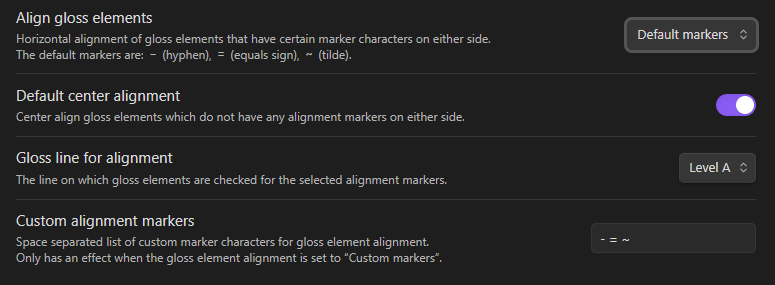 Align gloss elements
Horizontal alignment of gloss elements that have certain marker characters on either side.
The default markers are: − (hyphen), = (equals sign), ~ (tilde).
Default markers
Default center alignment
Center align gloss elements which do not have any alignment markers on either side.
Gloss line for alignment
The line on which gloss elements are checked for the selected alignment markers.
Level A
Custom alignment markers
Space separated list of custom marker characters for gloss element alignment.
Only has an effect when the gloss element alignment is set to “Custom markers”.
- = ~